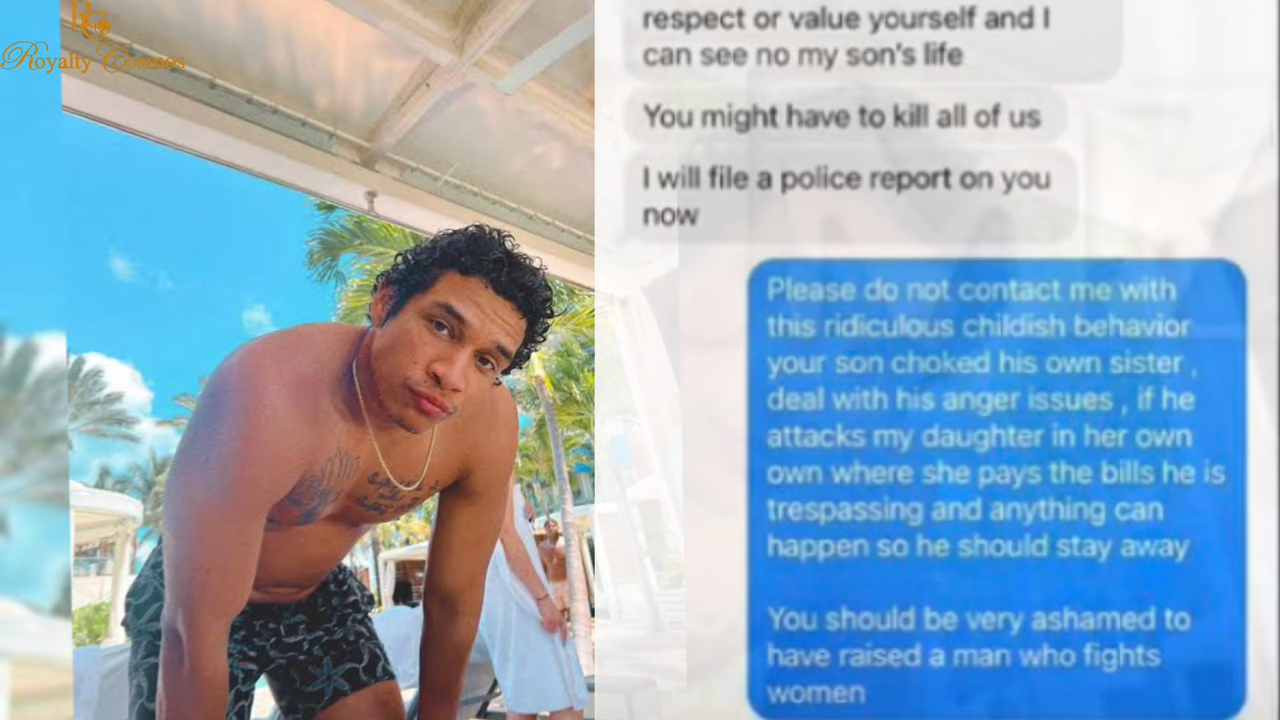 RC
Royalty Cosmos
respect or value yourself and I
can see no my son's life
You might have to kill all of us
I will file a police report on you
now
Please do not contact me with
this ridiculous childish behavior
your son choked his own sister ,
deal with his anger issues , if he
attacks my daughter in her own
own where she pays the bills he is
trespassing and anything can
happen so he should stay away
You should be very ashamed to
have raised a man who fights
women